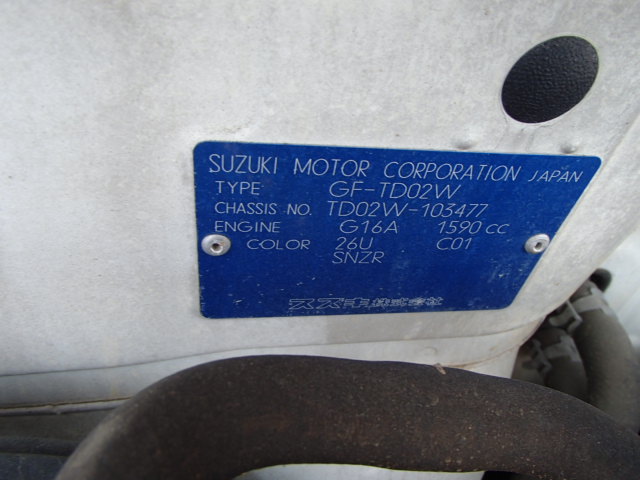 SUZUKI MOTOR CORPORATION JAPAN
TYPE GF-TD02W
CHASSIS NO. TD02W-103477
ENGINE G16A 1590 cc
COLOR 26U C01
SNZR
スズキ株式会社